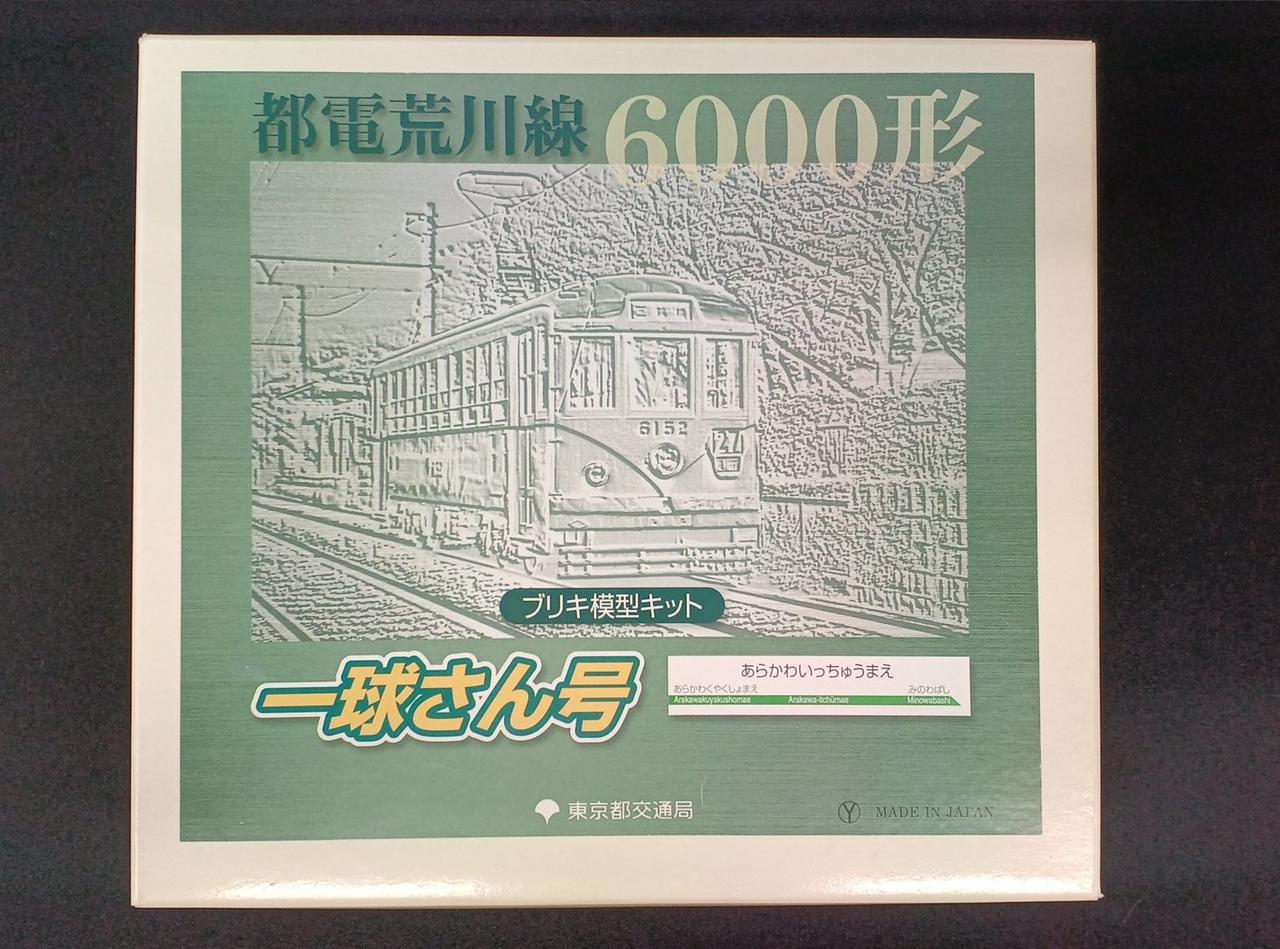 都電荒川線 6000形
6152
27
ブリキ模型キット
一球さん号
あらかわいっちゅうまえ
あらかわくやくしょまえ みのわばし
Arakawakuyakushomae Arakawa-itchūmae Minowabashi
東京都交通局
Y MADE IN JAPAN